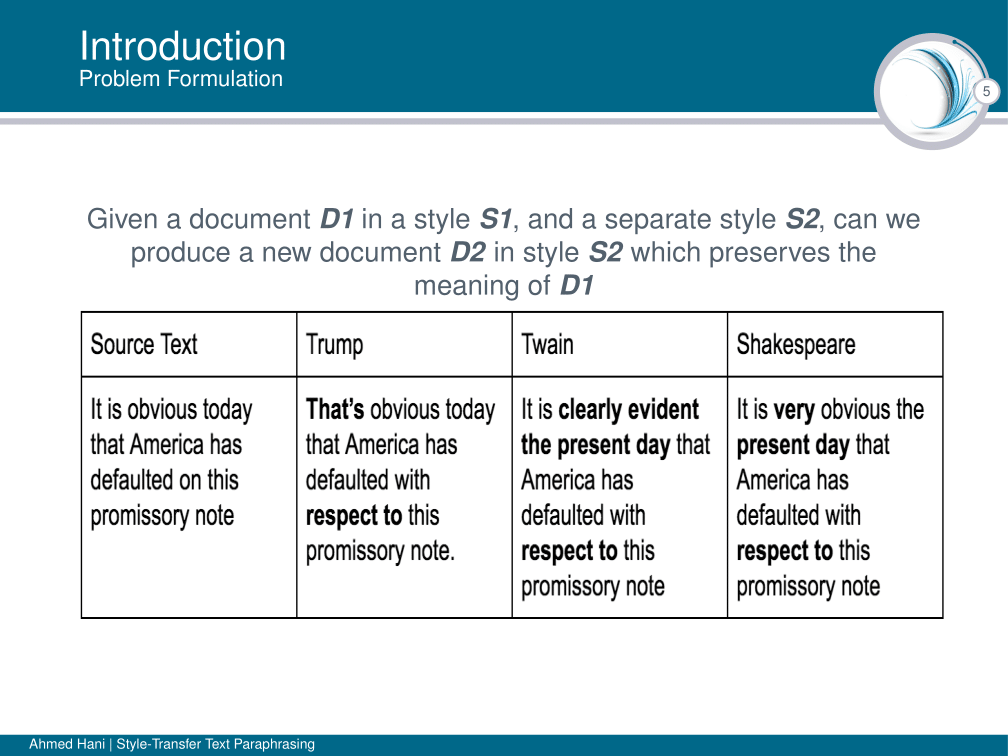 Introduction
Problem Formulation
5
Given a document D1 in a style S1, and a separate style S2, can we
produce a new document D2 in style S2 which preserves the
meaning of D1
Source Text
Trump
Twain
Shakespeare
It is obvious today
that America has
defaulted on this
promissory note
That's obvious today
that America has
defaulted with
respect to this
promissory note.
It is clearly evident
the present day that
America has
defaulted with
respect to this
promissory note
It is very obvious the
present day that
America has
defaulted with
respect to this
promissory note
Ahmed Hani | Style-Transfer Text Paraphrasing